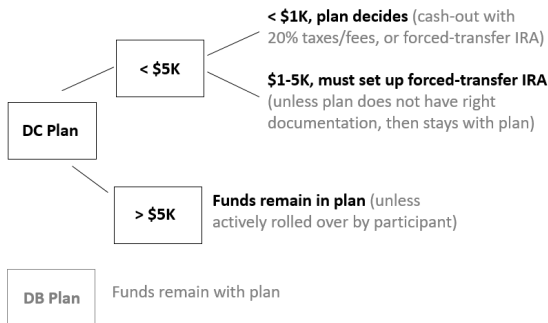 < $1K, plan decides (cash-out with
20% taxes/fees, or forced-transfer IRA)
< $5K
$1-5K, must set up forced-transfer IRA
(unless plan does not have right
documentation, then stays with plan)
DC Plan
> $5K
Funds remain in plan (unless
actively rolled over by participant)
DB Plan
Funds remain with plan